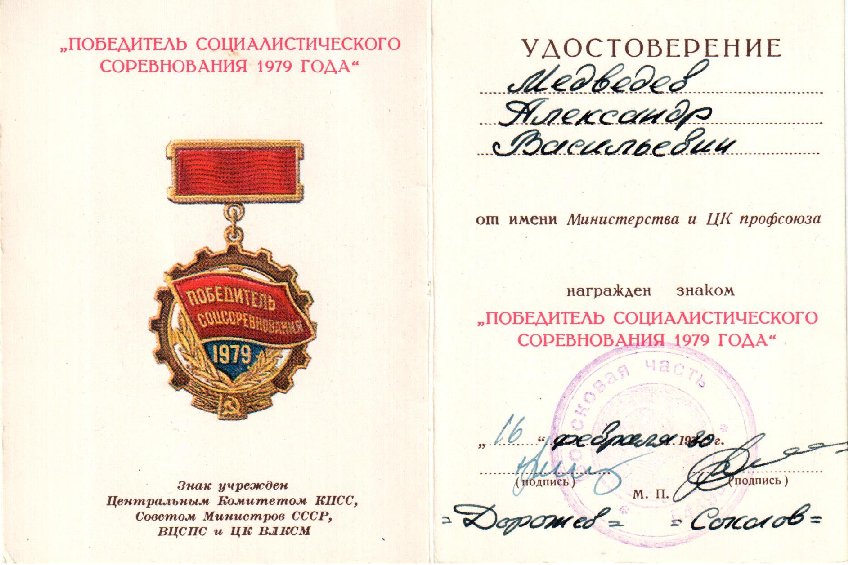 „ПОБЕДИТЕЛЬ СОЦИАЛИСТИЧЕСКОГО
СОРЕВНОВАНИЯ 1979 ГОДА“
ПОБЕДИТЕЛЬ
СОЦСОРЕВНОВАНИЯ
1979
Знак учрежден
Центральным Комитетом КПСС,
Советом Министров СССР,
ВЦСПС и ЦК ВЛКСМ
УДОСТОВЕРЕНИЕ
Медведев
Александр
Васильевич
от имени Министерства и ЦК профсоюза
награжден знаком
„ПОБЕДИТЕЛЬ СОЦИАЛИСТИЧЕСКОГО
СОРЕВНОВАНИЯ 1979 ГОДА“
часть
„16“ февраля 1980 г.
(подпись) (подпись)
М. П.
=Дорожев= =Соколов=